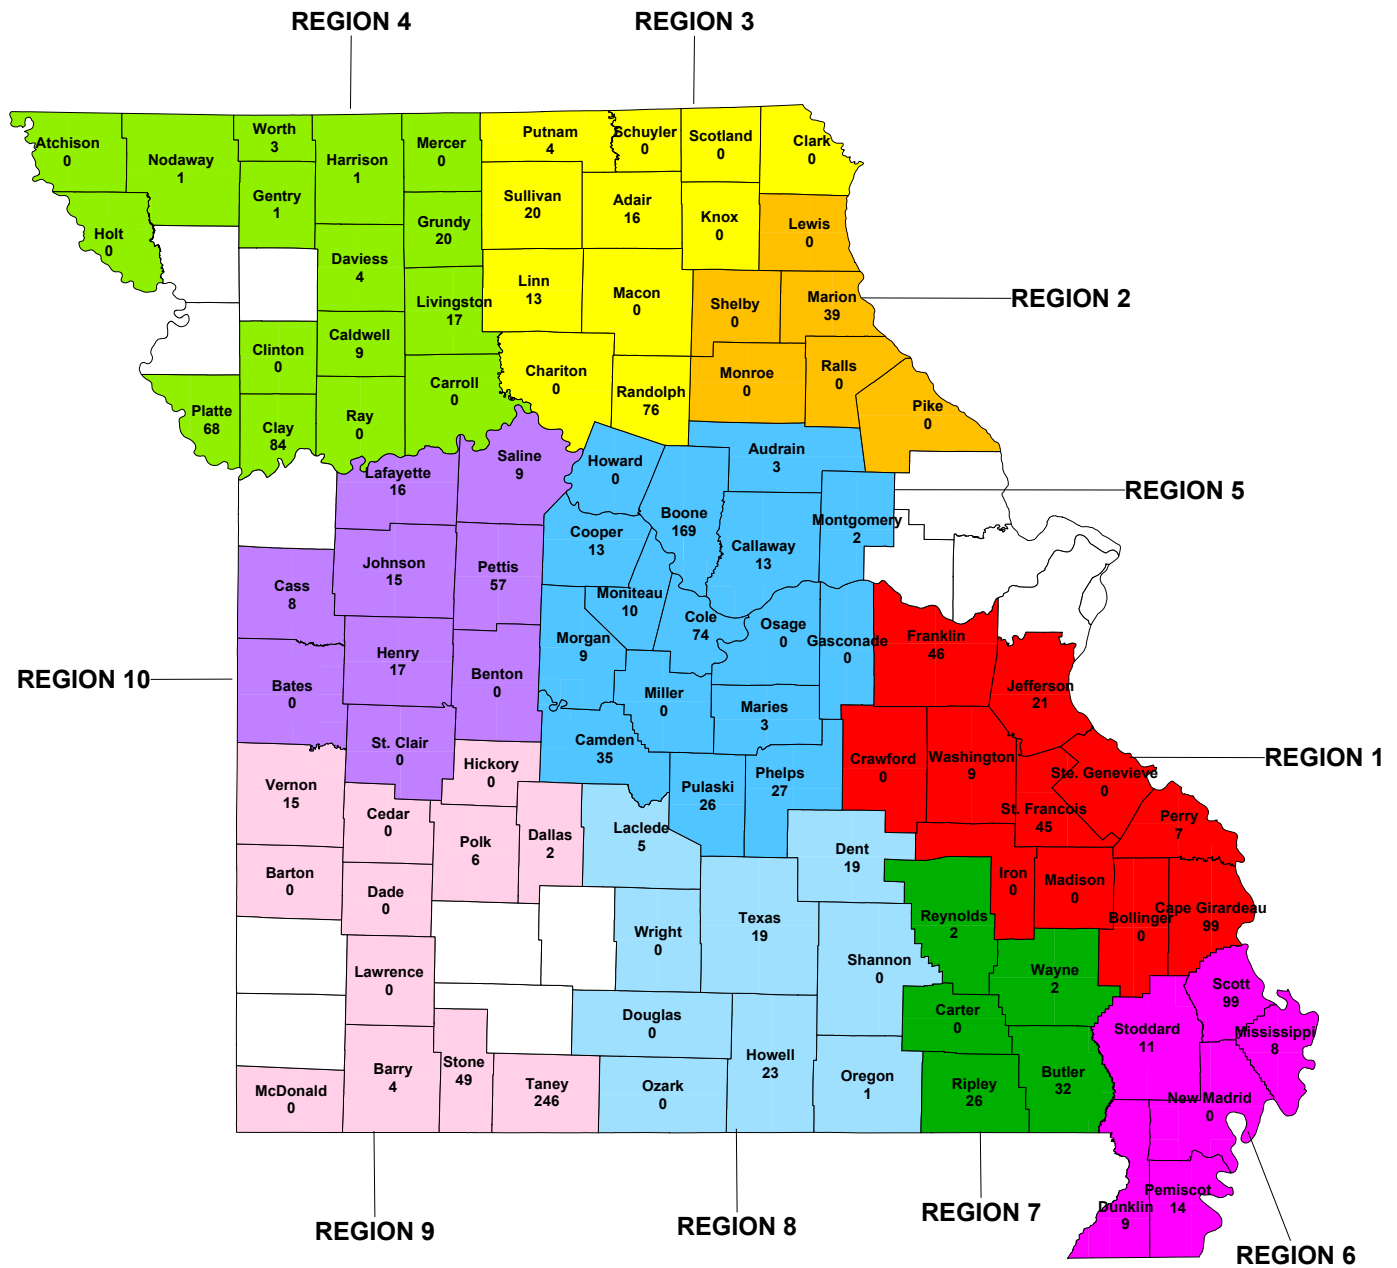 REGION 4
REGION 3
Atchison
0
Nodaway
1
Worth
3
Harrison
1
Mercer
0
Putnam
4
Schuyler
0
Scotland
0
Clark
0
Holt
0
Gentry
1
Grundy
20
Sullivan
20
Adair
16
Knox
0
Lewis
0
Daviess
4
Livingston
17
Linn
13
Macon
0
Shelby
0
Marion
39
REGION 2
Clinton
0
Caldwell
9
Carroll
0
Chariton
0
Randolph
76
Monroe
0
Ralls
0
Pike
0
Platte
68
Clay
84
Ray
0
Lafayette
16
Saline
9
Howard
0
Boone
169
Audrain
3
REGION 5
Cooper
13
Callaway
13
Montgomery
2
Cass
8
Johnson
15
Pettis
57
Moniteau
10
Cole
74
Osage
0
Gasconade
0
Franklin
46
REGION 10
Bates
0
Henry
17
Benton
0
Morgan
9
Miller
0
Maries
3
Jefferson
21
St. Clair
0
Camden
35
Crawford
0
Washington
9
Ste. Genevieve
0
REGION 1
Vernon
15
Hickory
0
Pulaski
26
Phelps
27
St. Francois
45
Perry
7
Cedar
0
Polk
6
Dallas
2
Laclede
5
Dent
19
Barton
0
Dade
0
Iron
0
Madison
0
Bollinger
0
Cape Girardeau
99
Wright
0
Texas
19
Reynolds
2
Lawrence
0
Shannon
0
Wayne
2
Scott
99
Douglas
0
Carter
0
Stoddard
11
Mississippi
8
McDonald
0
Barry
4
Stone
49
Taney
246
Ozark
0
Howell
23
Oregon
1
Ripley
26
Butler
32
New Madrid
0
Dunklin
9
Pemiscot
14
REGION 9
REGION 8
REGION 7
REGION 6